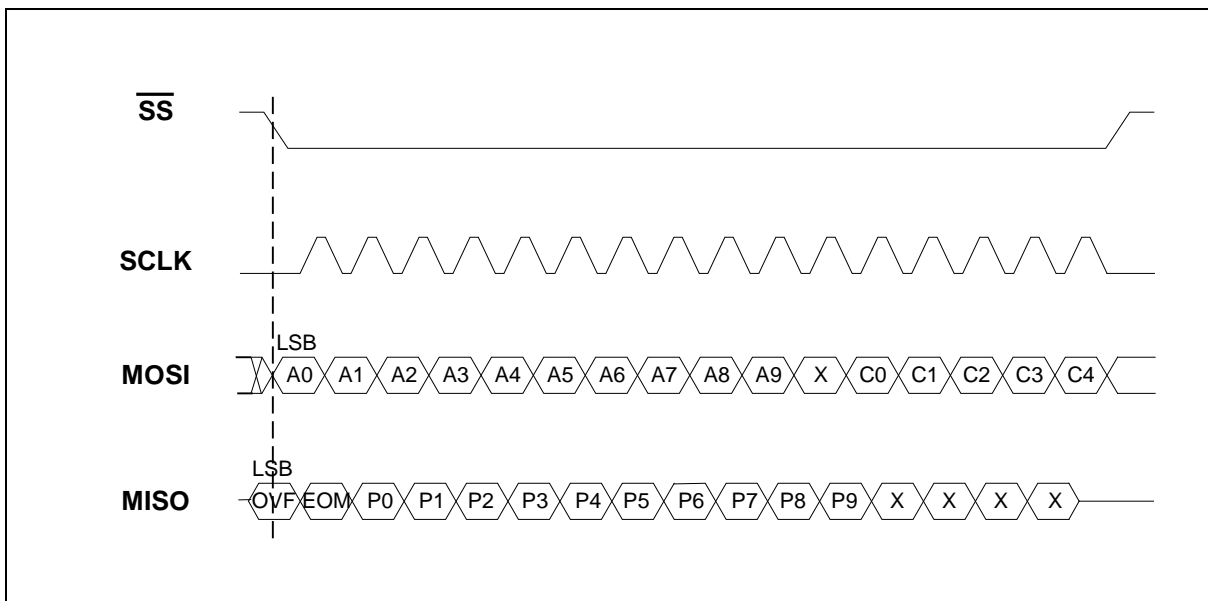 SS
SCLK
LSB
MOSI A0 A1 A2 A3 A4 A5 A6 A7 A8 A9 X C0 C1 C2 C3 C4
LSB
MISO OVF EOM P0 P1 P2 P3 P4 P5 P6 P7 P8 P9 X X X X